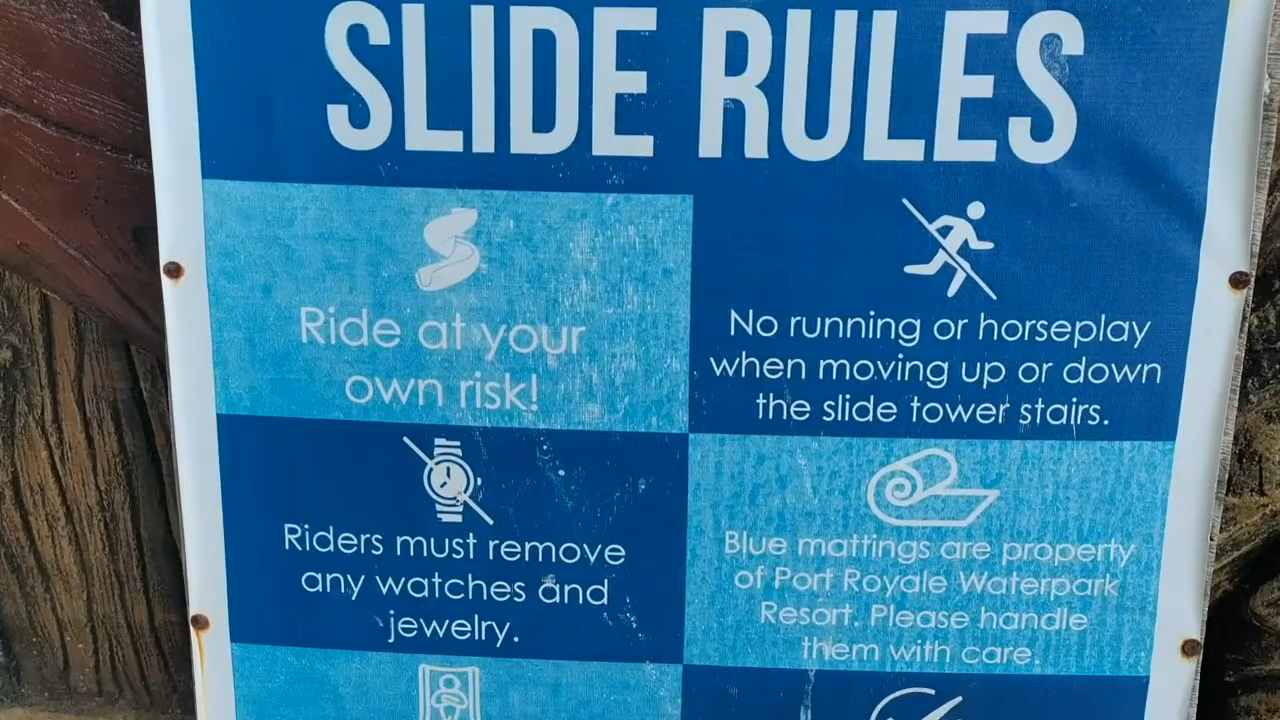 SLIDE RULES
Ride at your
own risk!
No running or horseplay
when moving up or down
the slide tower stairs.
Riders must remove
any watches and
jewelry.
Blue mattings are property
of Port Royale Waterpark
Resort. Please handle
them with care.